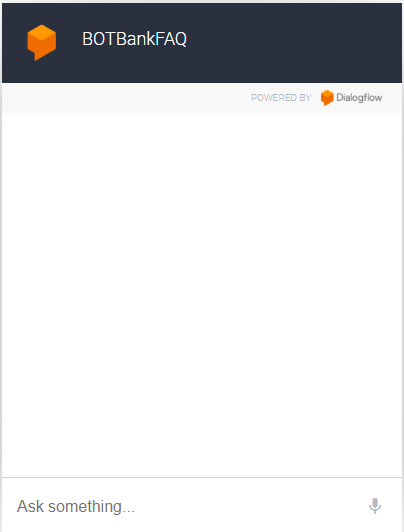 BOTBankFAQ
POWERED BY Dialogflow
Ask something...